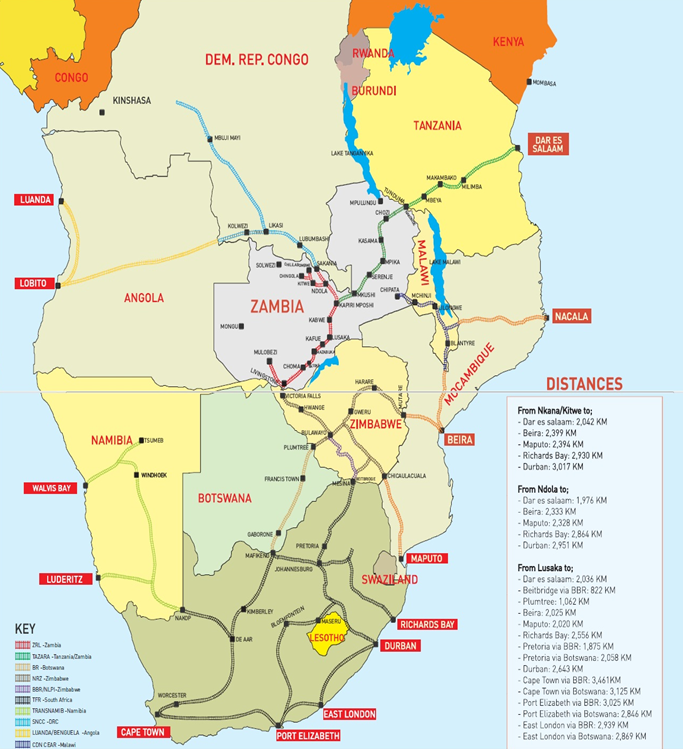 KENYA
RWANDA
DEM. REP. CONGO
CONGO
MOMBASA
BURUNDI
KINSHASA
TANZANIA
MBUJI MAYI
DAR ES
SALAAM
LAKE TANGANYIKA
MAKAMBAKO
MILIMBA
TUNDUMA
MBEYA
LUANDA
MPULUNGU
CHOZI
KOLWEZI
LIKASI
KASAMA
LUBUMBASHI
MALAWI
LAKE MALAWI
SOLWEZI
SAKANIA
MPIKA
CHINGOLA
KITWE
SERENJE
LOBITO
NDOLA
MKUSHI
CHIPATA
MCHINJI
ANGOLA
ZAMBIA
KAPIRI MPOSHI
KABWE
NACALA
MONGU
KAFUE
LUSAKA
BLANTYRE
MULOBEZI
CHOMA
MOCAMBIQUE
LIVINGSTONE
HARARE
DISTANCES
VICTORIA FALLS
HWANGE
GWERU
MUTARE
ZIMBABWE
NAMIBIA
TSUMEB
BULAWAYO
BEIRA
PLUMTREE
WINDHOEK
WALVIS BAY
BOTSWANA
FRANCIS TOWN
MESINA
CHICAULACUALA
GABORONE
PRETORIA
MAFIKENG
MAPUTO
JOHANNESBURG
LUDERITZ
SWAZILAND
NAKOP
KIMBERLEY
BLOEMFONTEIN
MASERU
RICHARDS BAY
DE AAR
LESOTHO
DURBAN
WORCESTER
EAST LONDON
CAPE TOWN
PORT ELIZABETH
From Nkana/Kitwe to;
- Dar es salaam: 2,042 KM
- Beira: 2,399 KM
- Maputo: 2,394 KM
- Richards Bay: 2,930 KM
- Durban: 3,017 KM
From Ndola to;
- Dar es salaam: 1,976 KM
- Beira: 2,333 KM
- Maputo: 2,328 KM
- Richards Bay: 2,864 KM
- Durban: 2,951 KM
From Lusaka to;
- Dar es salaam: 2,036 KM
- Beitbridge via BBR: 822 KM
- Plumtree: 1,062 KM
- Beira: 2,025 KM
- Maputo: 2,020 KM
- Richards Bay: 2,556 KM
- Pretoria via BBR: 1,875 KM
- Pretoria via Botswana: 2,058 KM
- Durban: 2,643 KM
- Cape Town via BBR: 3,461KM
- Cape Town via Botswana: 3,125 KM
- Port Elizabeth via BBR: 3,025 KM
- Port Elizabeth via Botswana: 2,846 KM
- East London via BBR: 2,939 KM
- East London via Botswana: 2,869 KM
KEY
ZRL -Zambia
TAZARA -Tanzania/Zambia
BR -Botswana
NRZ -Zimbabwe
BBR/NLPI -Zimbabwe
TFR -South Africa
TRANSNAMIB -Namibia
SNCC -DRC
LUANDA/BENGUELA -Angola
CDN CEAR -Malawi